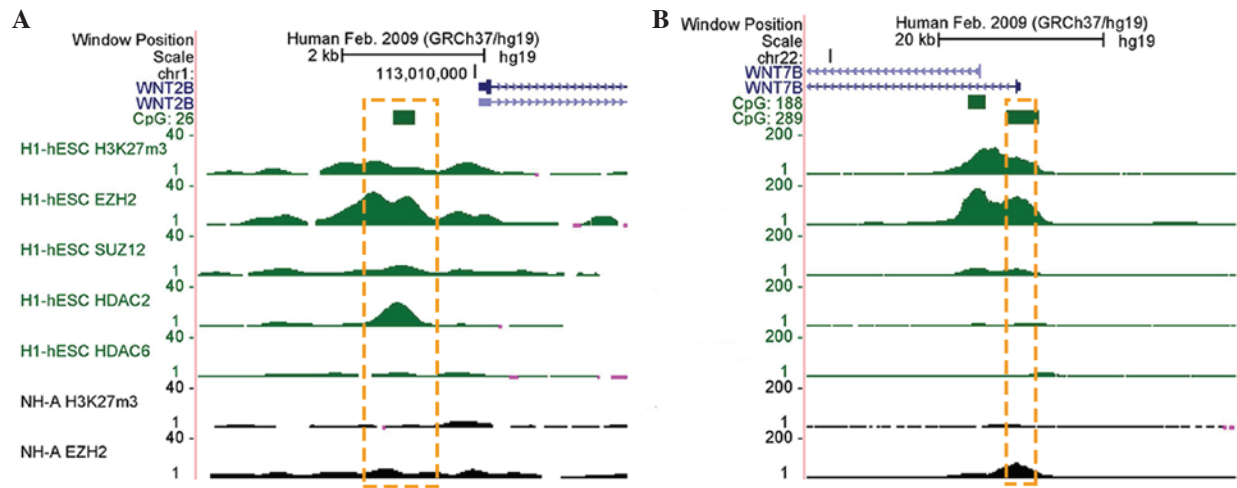 A
Window Position
Human Feb. 2009 (GRCh37/hg19)
Scale
2 kb
hg19
chr1:
113,010,000
WNT2B
WNT2B
CpG: 26
40 -
H1-hESC H3K27m3
1
40 -
H1-hESC EZH2
1
40 -
H1-hESC SUZ12
1
40 -
H1-hESC HDAC2
1
40 -
H1-hESC HDAC6
1
40 -
NH-A H3K27m3
1
40 -
NH-A EZH2
1
B
Window Position
Human Feb. 2009 (GRCh37/hg19)
Scale
20 kb
hg19
chr22:
WNT7B
WNT7B
CpG: 188
CpG: 289
200 -
1
200 -
1
200 -
1
200 -
1
200 -
1
200 -
1
200 -
1